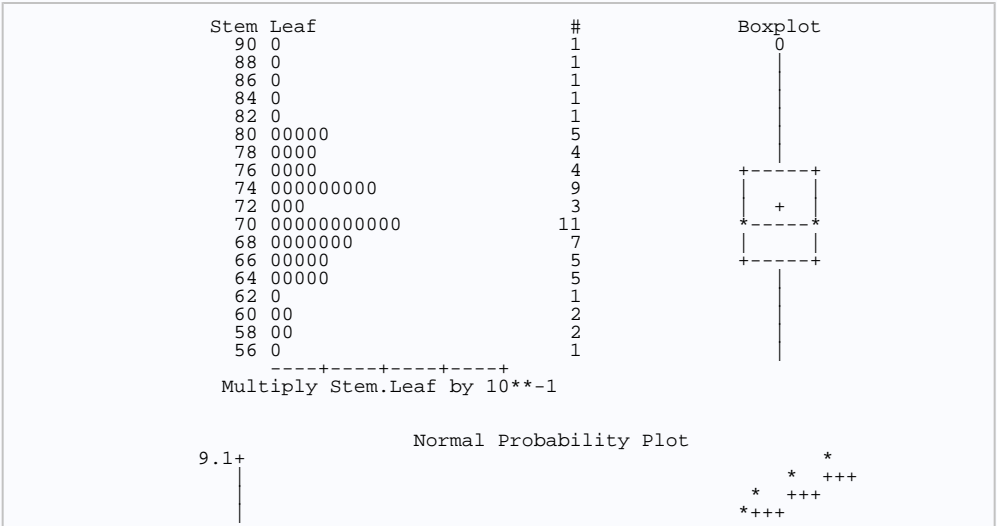 Stem Leaf                     #             Boxplot
  90 0                        1                0
  88 0                        1                |
  86 0                        1                |
  84 0                        1                |
  82 0                        1                |
  80 00000                    5                |
  78 0000                     4                |
  76 0000                     4             +-----+
  74 000000000                9             |     |
  72 000                      3             |  +  |
  70 00000000000             11             *-----*
  68 0000000                  7             |     |
  66 00000                    5             +-----+
  64 00000                    5                |
  62 0                        1                |
  60 00                       2                |
  58 00                       2                |
  56 0                        1                |
     ----+----+----+----+
 Multiply Stem.Leaf by 10**-1
                 Normal Probability Plot
9.1+                                                *
   |                                             *  +++
   |                                          *  +++
   |                                         *+++